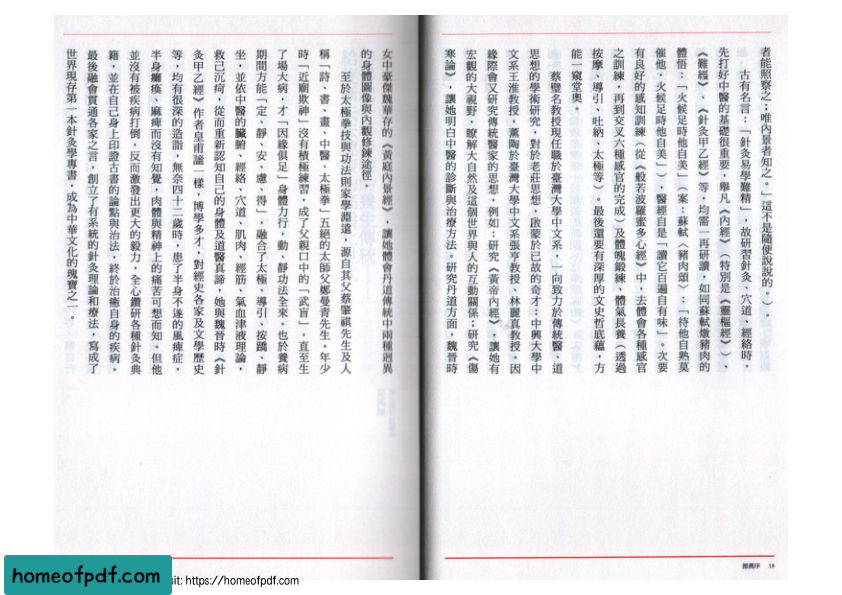 者能照察之；唯內景者知之。」這不是隨便說說的。）。
古有名言：「針灸易學難精」，故研習針灸、穴道、經絡時，
先打好中醫的基礎很重要，舉凡《內經》（特別是《靈樞經》）、
《難經》、《針灸甲乙經》等，均需一再研讀，如同蘇軾燉豬肉的
體悟：「火候足時他自美」（案：蘇軾〈豬肉頌〉：「待他自熟莫
催他，火候足時他自美」），醫經自是「讀它百遍自有味」。次要
有良好的感知訓練（從《般若波羅蜜多心經》中，去體會各種感官
之訓練，再到交叉六種感官的完成）及體魄鍛鍊、體氣長養（透過
按摩、導引、吐納、太極等）。最後還要有深厚的文史哲底蘊，方
能一窺堂奧。
蔡璧名教授現任職於臺灣大學中文系，一向致力於傳統醫、道
思想的學術研究，對於老莊思想，啟蒙於已故的奇才：中興大學中
文系王淮教授，薰陶於臺灣大學中文系張亨教授、林麗真教授。因
緣際會又研究傳統醫家的思想，例如：研究《黃帝內經》，讓她有
宏觀的大視野，瞭解大自然及這個世界與人的互動關係；研究《傷
寒論》，讓她明白中醫的診斷與治療方法。研究丹道方面，魏晉時
推薦序 19
女中豪傑魏華存的《黃庭內景經》，讓她體會丹道傳統中兩種迥異
的身體圖像與內觀修鍊途徑。
至於太極拳技與功法則家學淵遠，源自其父蔡肇祺先生及人
稱「詩、書、畫、中醫、太極拳」五絕的太師父鄭曼青先生。年少
時「近廟欺神」沒有積極練習，成了父親口中的「武盲」，直至生
了場大病，才「因緣俱足」身體力行，動、靜功法全來。也於養病
期間方能「定、靜、安、慮、得」，融合了太極、導引、按蹻、靜
坐，並依中醫的臟腑、經絡、穴道、肌肉、經筋、氣血津液理論，
救己沉痾，從而重新認知自己的身體及道醫真諦。她與魏晉時《針
灸甲乙經》作者皇甫謐一樣，博學多才，對經史各家及文學歷史
等，均有很深的造詣，無奈四十二歲時，患了半身不遂的風痺症，
半身癱瘓、麻痺而沒有知覺，肉體與精神上的痛苦可想而知。但他
並沒有被疾病打倒，反而激發出更大的毅力，全心鑽研各種針灸典
籍，並在自己身上印證古書的論點與治法，終於治癒自身的疾病。
最後融會貫通各家之言，創立了有系統的針灸理論和療法，寫成了
世界現存第一本針灸學專書，成為中華文化的瑰寶之一。
homeofpdf.com
sit: https://homeofpdf.com